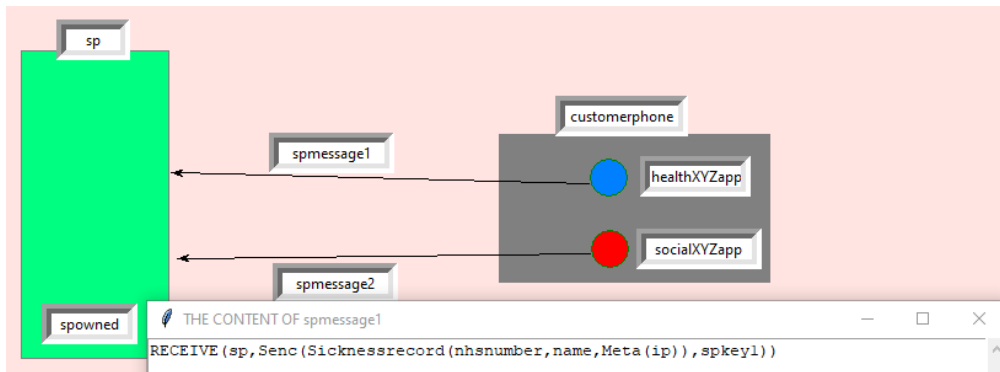 sp
customerphone
spmessage1
healthXYZapp
socialXYZapp
spmessage2
spowned
THE CONTENT OF spmessage1
RECEIVE(sp,Senc(Sicknessrecord(nhsnumber,name,Meta(ip)),spkey1))